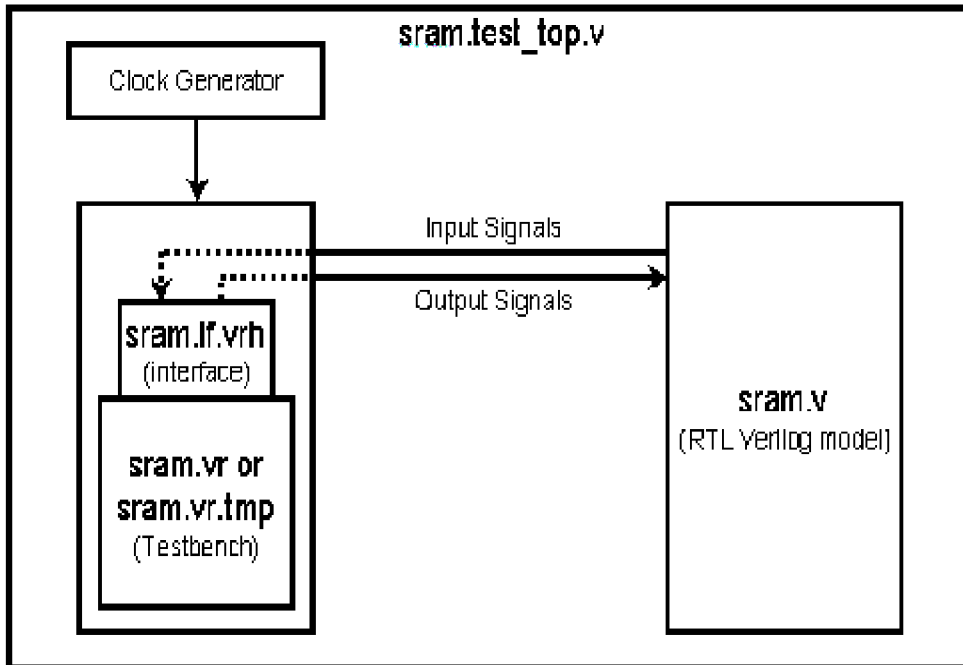 sram.test_top.v
Clock Generator
Input Signals
Output Signals
sram.if.vrh
(interface)
sram.vr or
sram.vr.tmp
(Testbench)
sram.v
(RTL Verilog model)